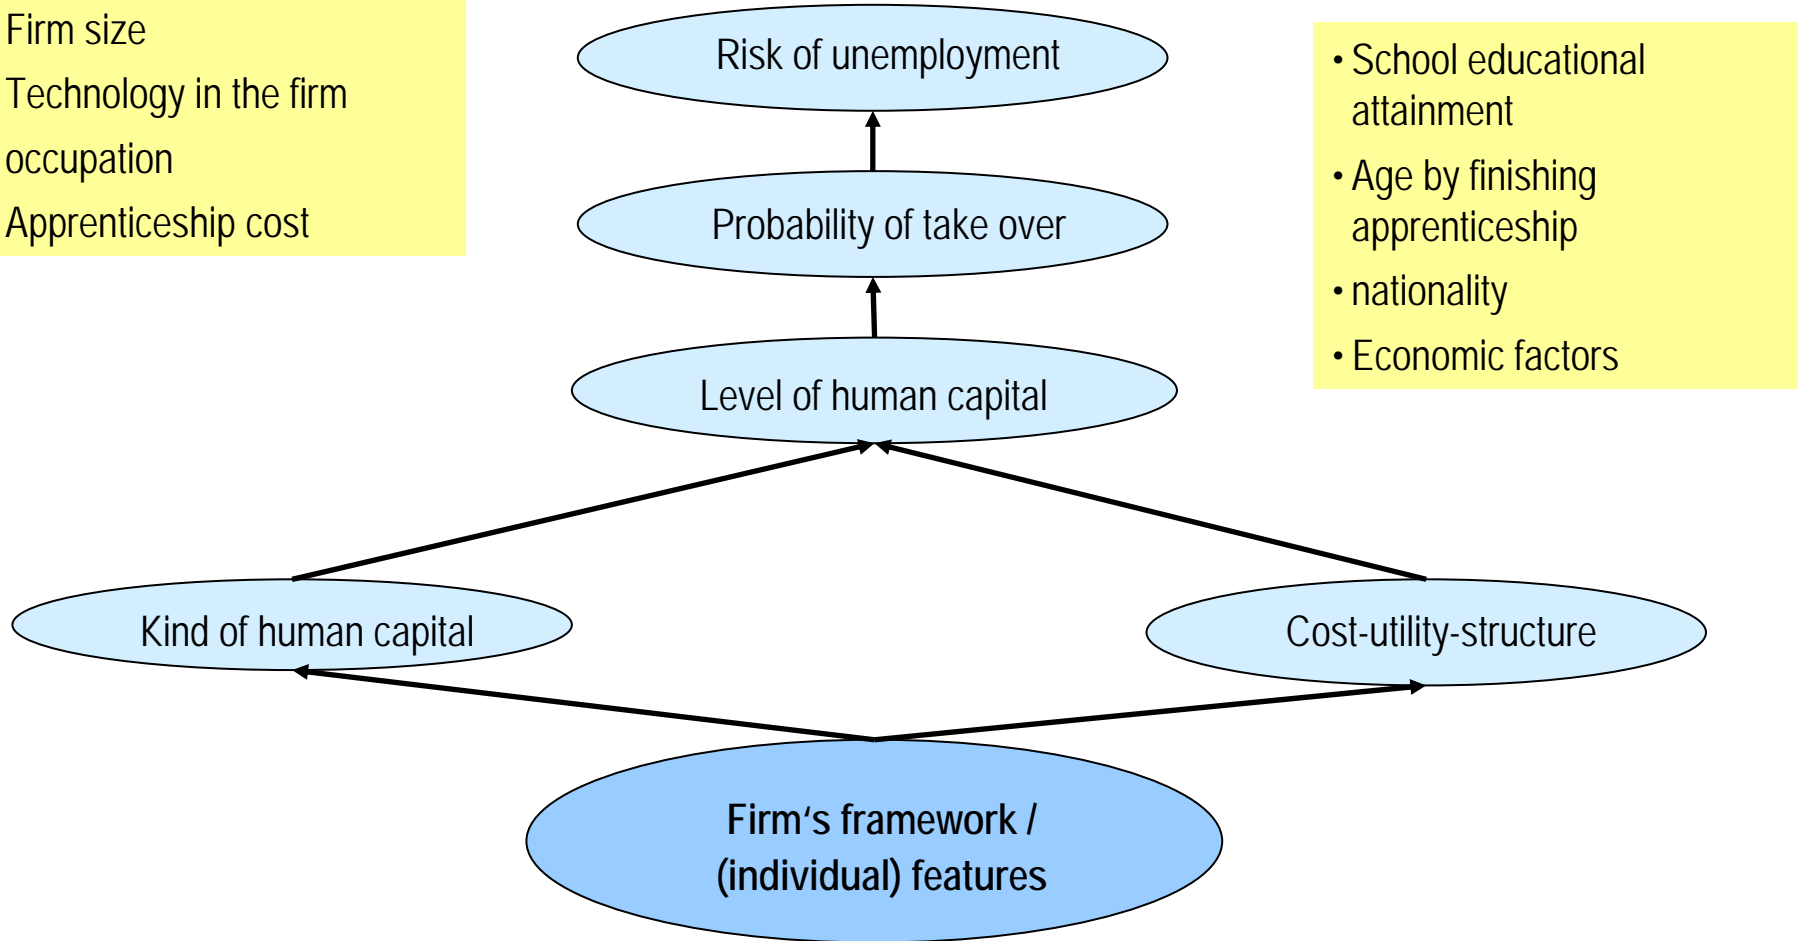 Firm size
Technology in the firm
occupation
Apprenticeship cost
Risk of unemployment
Probability of take over
Level of human capital
• School educational
attainment
• Age by finishing
apprenticeship
• nationality
• Economic factors
Kind of human capital
Cost-utility-structure
Firm‘s framework /
(individual) features